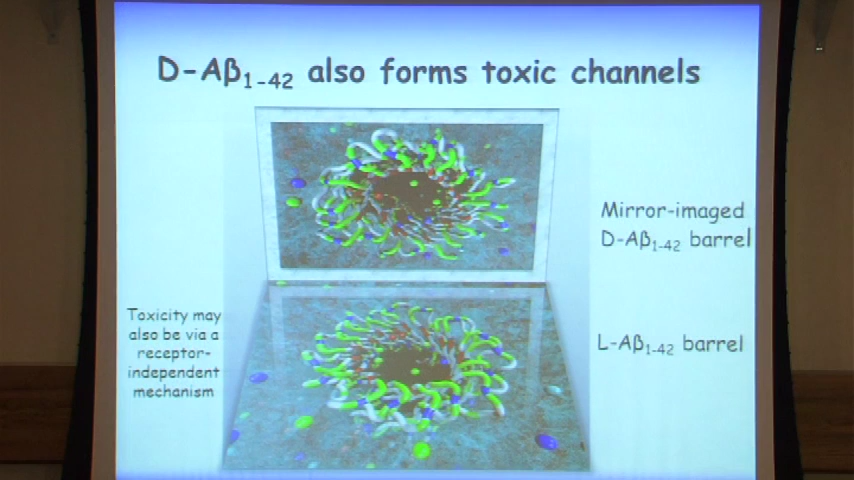 D-Aβ₁₋₄₂ also forms toxic channels
Mirror-imaged
D-Aβ₁₋₄₂ barrel
Toxicity may
also be via a
receptor-
independent
mechanism
L-Aβ₁₋₄₂ barrel